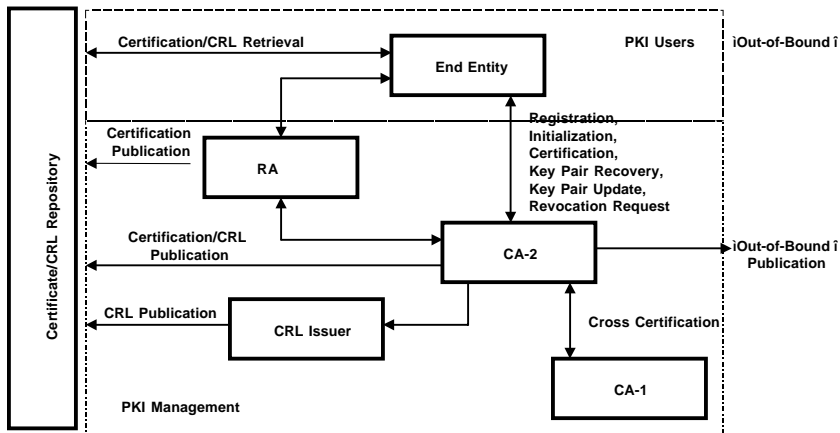 Certification/CRL Retrieval
PKI Users
ìOut-of-Bound î
End Entity
Certification
Publication
RA
Registration,
Initialization,
Certification,
Key Pair Recovery,
Key Pair Update,
Revocation Request
Certificate/CRL Repository
Certification/CRL
Publication
CA-2
ìOut-of-Bound î
Publication
CRL Publication
CRL Issuer
Cross Certification
CA-1
PKI Management